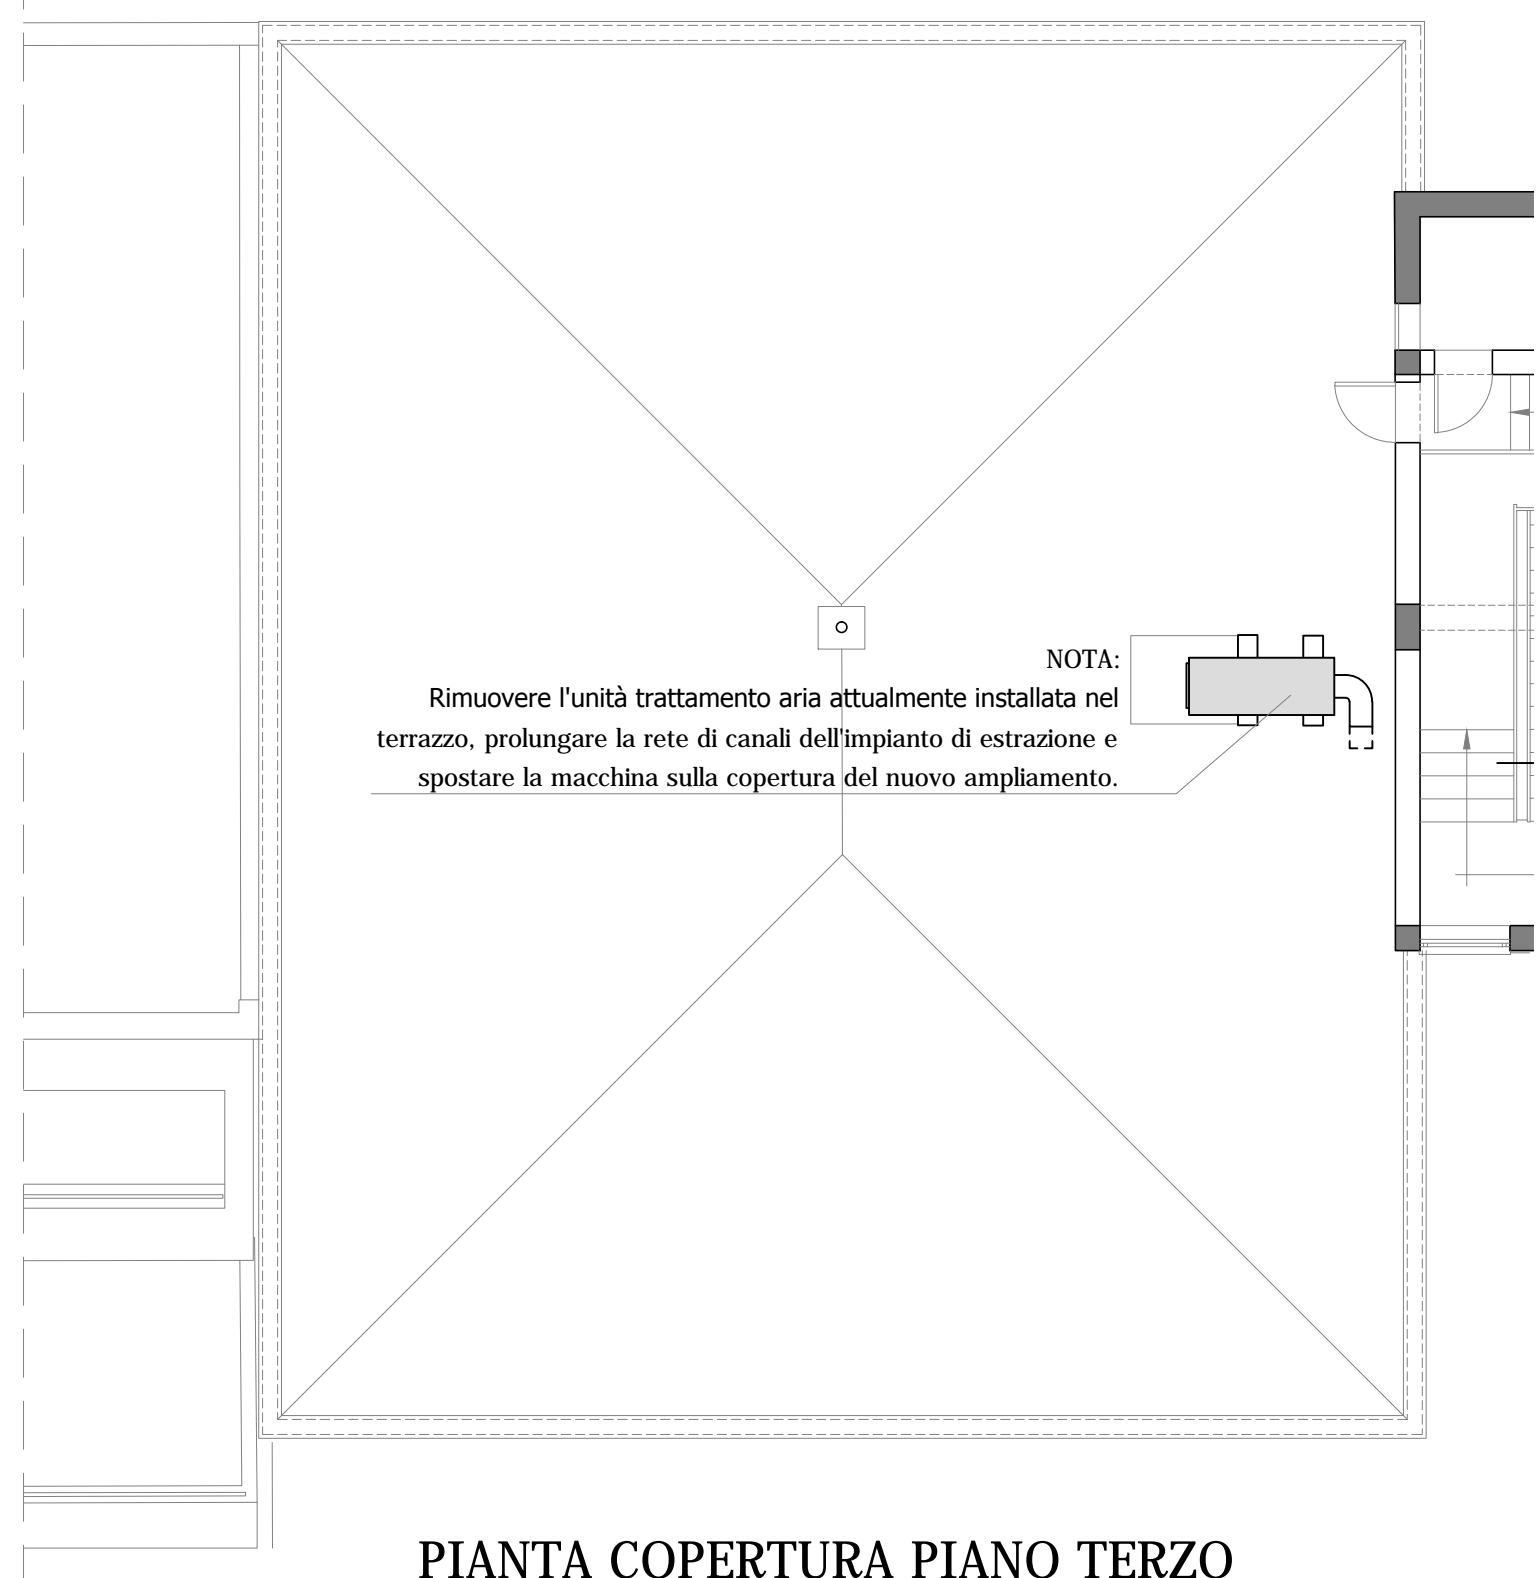 NOTA:
Rimuovere l'unità trattamento aria attualmente installata nel
terrazzo, prolungare la rete di canali dell'impianto di estrazione e
spostare la macchina sulla copertura del nuovo ampliamento.
PIANTA COPERTURA PIANO TERZO